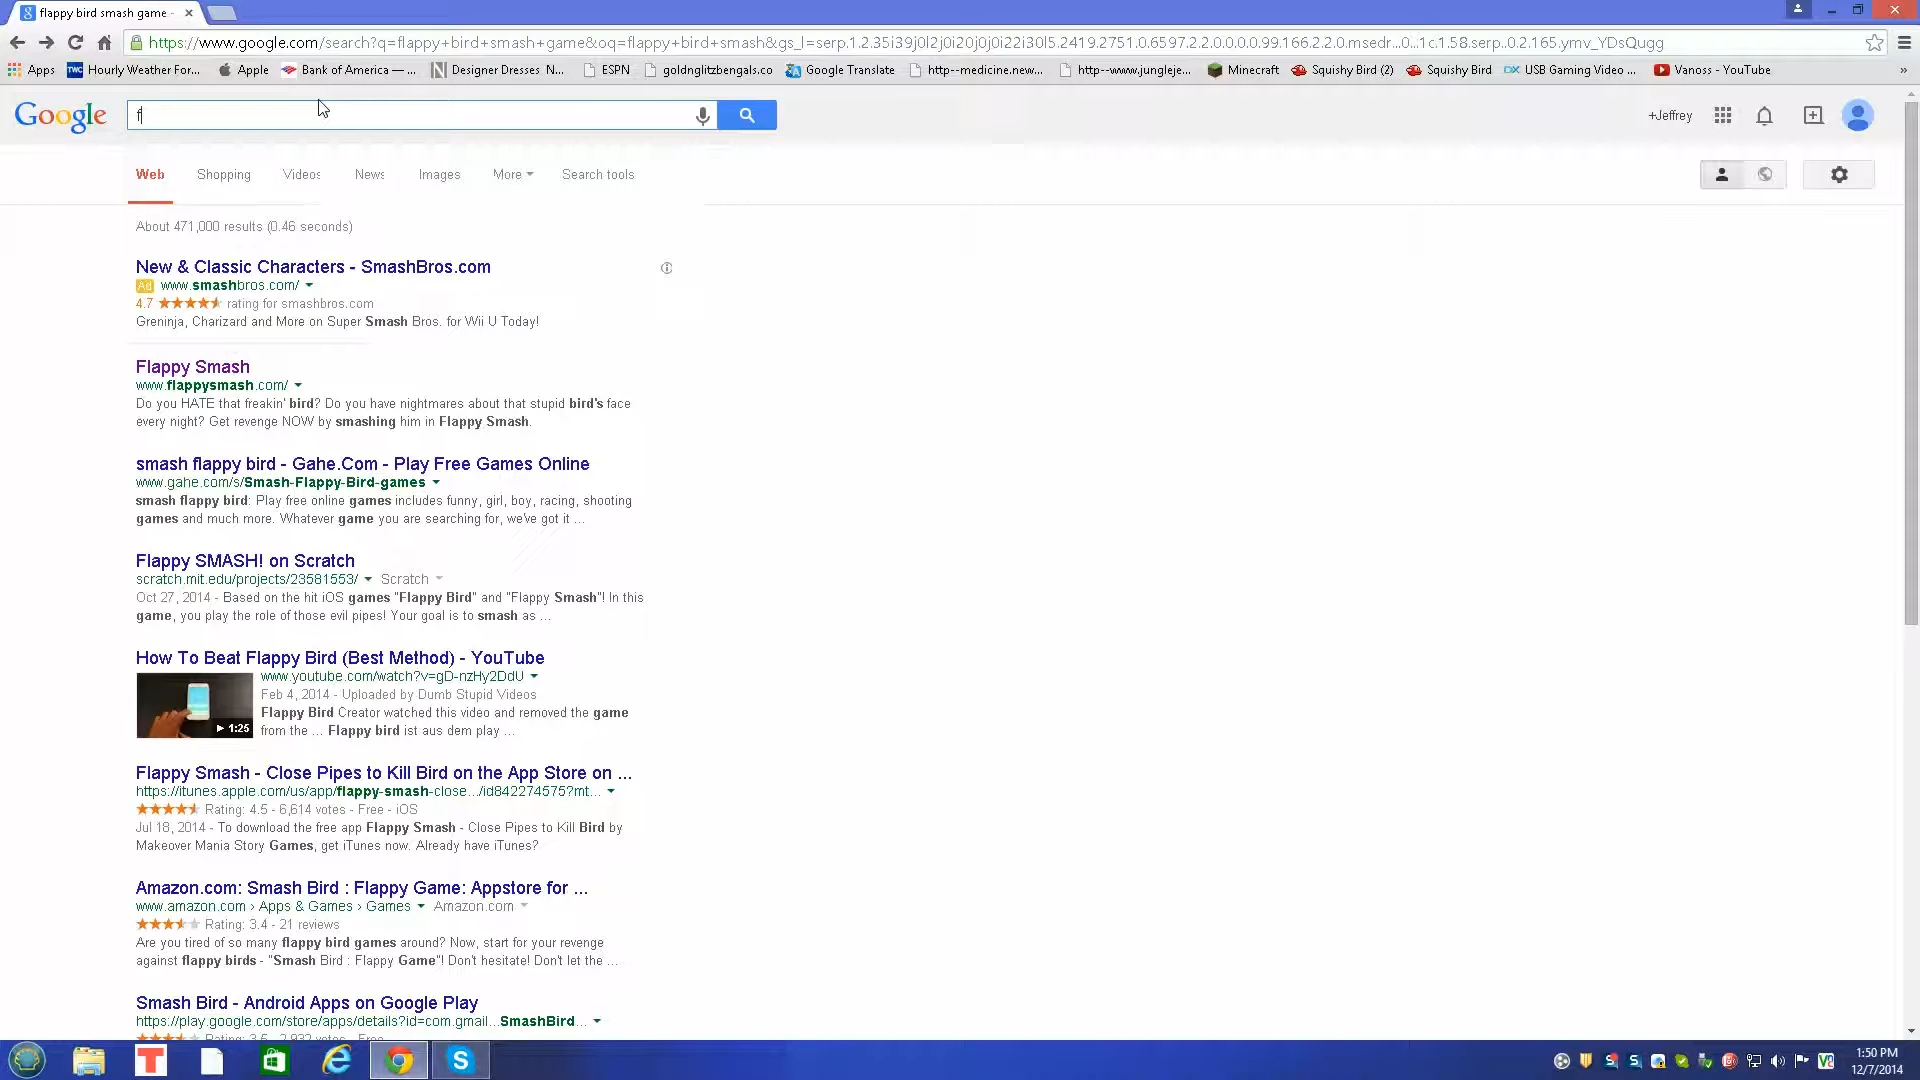 flappy bird smash game -
https://www.google.com/search?q=flappy+bird+smash+game&oq=flappy+bird+smash&gs_l=serp.1.2.35i39j0l2j0i20j0j0i22i30l5.2419.2751.0.6597.2.2.0.0.0.0.99.166.2.2.0.msedr...0...1c.1.58.serp..0.2.165.ymv_YDsQugg
Apps Hourly Weather For... Apple Bank of America — ... Designer Dresses N... ESPN goldnglitzbengals.co Google Translate http--medicine.new... http--www.jungleje... Minecraft Squishy Bird (2) Squishy Bird USB Gaming Video ... Vanoss - YouTube »
Google f +Jeffrey
Web Shopping Videos News Images More Search tools
About 471,000 results (0.46 seconds)
New & Classic Characters - SmashBros.com
Ad www.smashbros.com/
4.7 rating for smashbros.com
Greninja, Charizard and More on Super Smash Bros. for Wii U Today!
Flappy Smash
www.flappysmash.com/
Do you HATE that freakin' bird? Do you have nightmares about that stupid bird's face
every night? Get revenge NOW by smashing him in Flappy Smash.
smash flappy bird - Gahe.Com - Play Free Games Online
www.gahe.com/s/Smash-Flappy-Bird-games
smash flappy bird: Play free online games includes funny, girl, boy, racing, shooting
games and much more. Whatever game you are searching for, we've got it ...
Flappy SMASH! on Scratch
scratch.mit.edu/projects/23581553/ Scratch
Oct 27, 2014 - Based on the hit iOS games "Flappy Bird" and "Flappy Smash"! In this
game, you play the role of those evil pipes! Your goal is to smash as ...
How To Beat Flappy Bird (Best Method) - YouTube
www.youtube.com/watch?v=gD-nzHy2DdU
Feb 4, 2014 - Uploaded by Dumb Stupid Videos
Flappy Bird Creator watched this video and removed the game
from the ... Flappy bird ist aus dem play ...
1:25
Flappy Smash - Close Pipes to Kill Bird on the App Store on ...
https://itunes.apple.com/us/app/flappy-smash-close.../id842274575?mt...
Rating: 4.5 - 6,614 votes - Free - iOS
Jul 18, 2014 - To download the free app Flappy Smash - Close Pipes to Kill Bird by
Makeover Mania Story Games, get iTunes now. Already have iTunes?
Amazon.com: Smash Bird : Flappy Game: Appstore for ...
www.amazon.com › Apps & Games › Games Amazon.com
Rating: 3.4 - 21 reviews
Are you tired of so many flappy bird games around? Now, start for your revenge
against flappy birds - "Smash Bird : Flappy Game"! Don't hesitate! Don't let the ...
Smash Bird - Android Apps on Google Play
https://play.google.com/store/apps/details?id=com.gmail...SmashBird...
Rating: 3.6 - 2,932 votes - Free
1:50 PM
12/7/2014